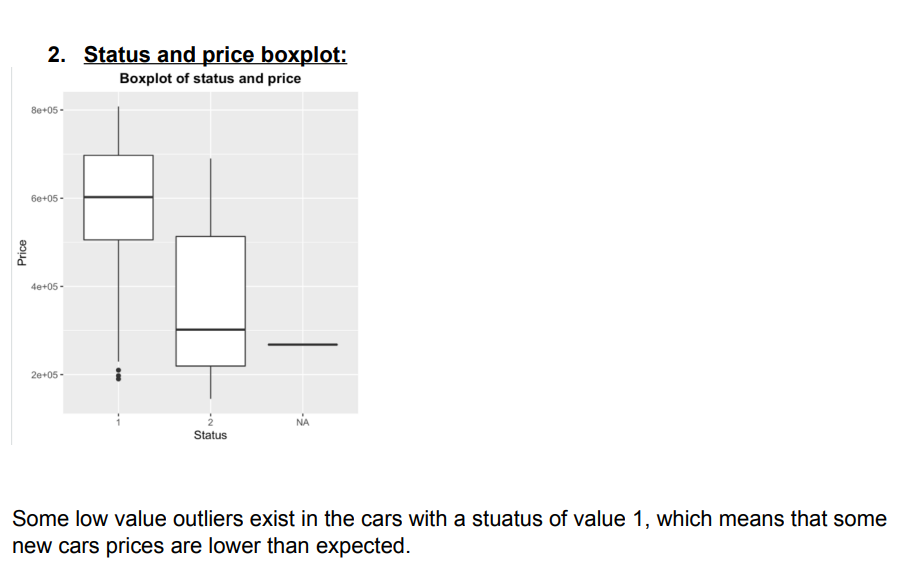 2. Status and price boxplot:
Boxplot of status and price
8e+05
6e+05
Price
4e+05
2e+05
1 2 NA
Status
Some low value outliers exist in the cars with a stuatus of value 1, which means that some
new cars prices are lower than expected.